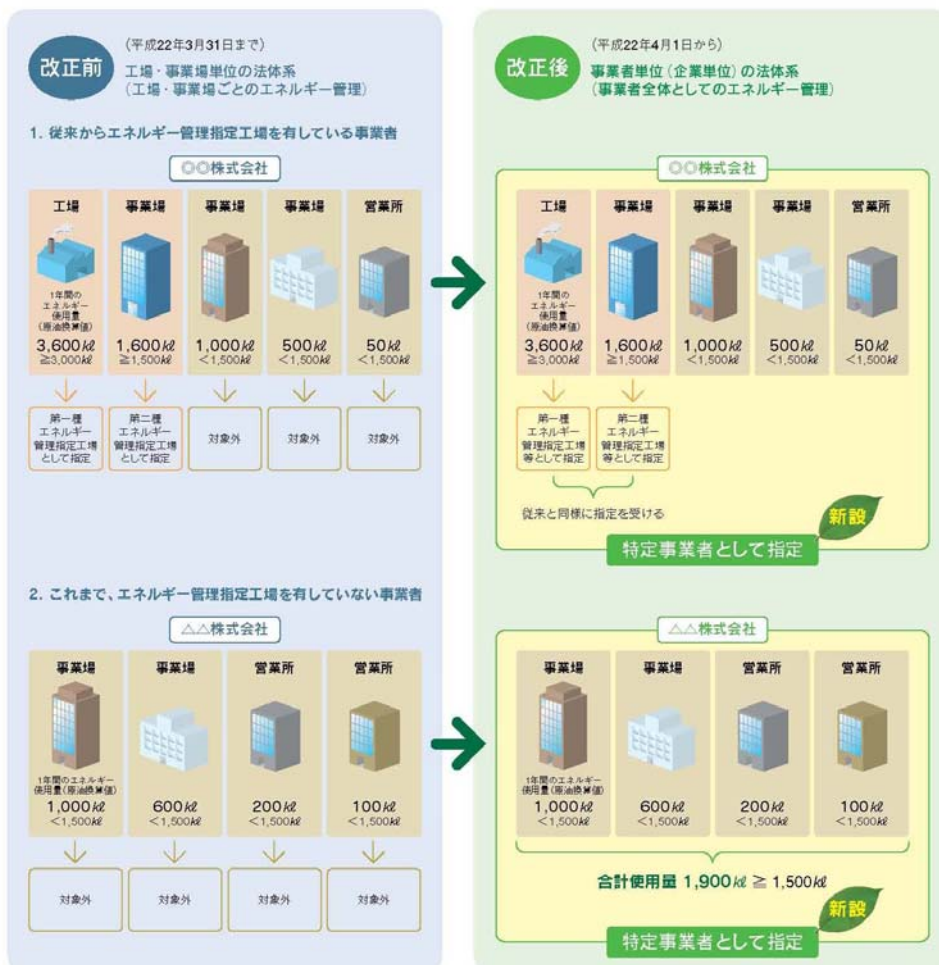 改正前
(平成22年3月31日まで)
工場・事業場単位の法体系
(工場・事業場ごとのエネルギー管理)
1. 従来からエネルギー管理指定工場を有している事業者
◎◎株式会社
工場
事業場
事業場
事業場
営業所
1年間の
エネルギー
使用量
(原油換算値)
3,600㎘
≧3,000㎘
1,600㎘
≧1,500㎘
1,000㎘
<1,500㎘
500㎘
<1,500㎘
50㎘
<1,500㎘
第一種
エネルギー
管理指定工場
として指定
第二種
エネルギー
管理指定工場
として指定
対象外
対象外
対象外
2. これまで、エネルギー管理指定工場を有していない事業者
△△株式会社
事業場
事業場
営業所
営業所
1年間のエネルギー
使用量(原油換算値)
1,000㎘
<1,500㎘
600㎘
<1,500㎘
200㎘
<1,500㎘
100㎘
<1,500㎘
対象外
対象外
対象外
対象外
改正後
(平成22年4月1日から)
事業者単位(企業単位)の法体系
(事業者全体としてのエネルギー管理)
◎◎株式会社
工場
事業場
事業場
事業場
営業所
1年間の
エネルギー
使用量
(原油換算値)
3,600㎘
≧3,000㎘
1,600㎘
≧1,500㎘
1,000㎘
<1,500㎘
500㎘
<1,500㎘
50㎘
<1,500㎘
第一種
エネルギー
管理指定工場
等として指定
第二種
エネルギー
管理指定工場
等として指定
従来と同様に指定を受ける
新設
特定事業者として指定
△△株式会社
事業場
事業場
営業所
営業所
1年間のエネルギー
使用量(原油換算値)
1,000㎘
<1,500㎘
600㎘
<1,500㎘
200㎘
<1,500㎘
100㎘
<1,500㎘
合計使用量 1,900㎘ ≧ 1,500㎘
新設
特定事業者として指定